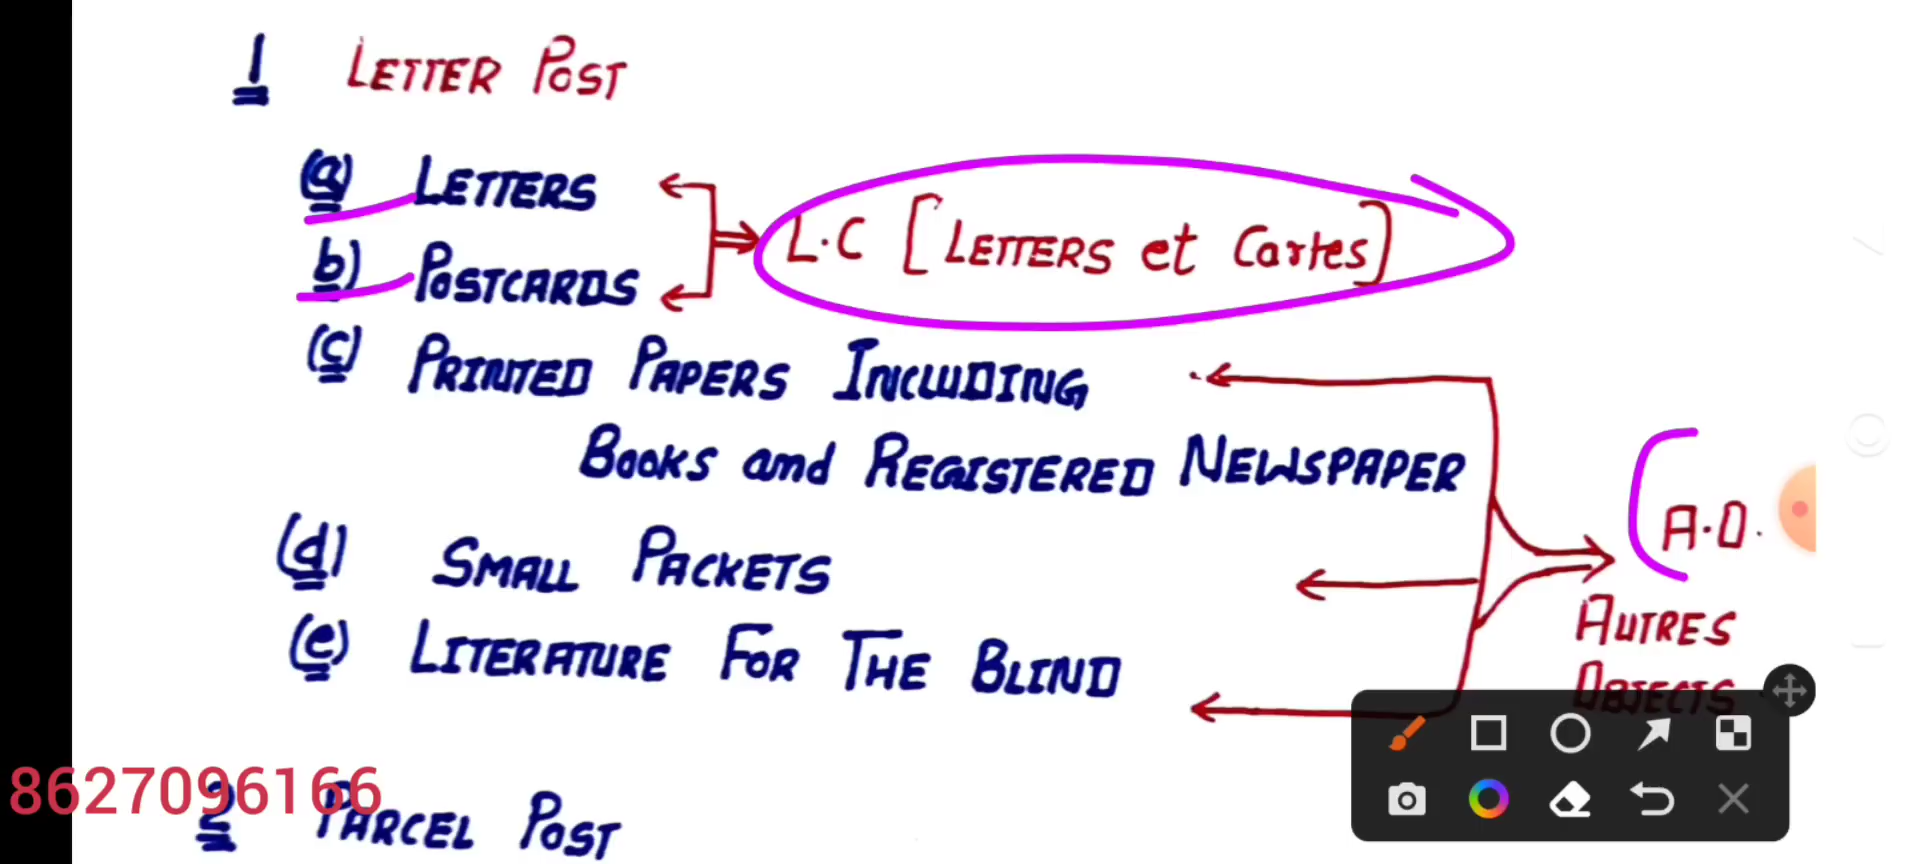 1 LETTER POST
(a) LETTERS
b) POSTCARDS
L.C [LETTERS et Cartes]
(c) PRINTED PAPERS INCLUDING
BOOKS and REGISTERED NEWSPAPER
(d) SMALL PACKETS
(e) LITERATURE FOR THE BLIND
A.O.
AUTRES
OBJECTS
8627096166
2 PARCEL POST